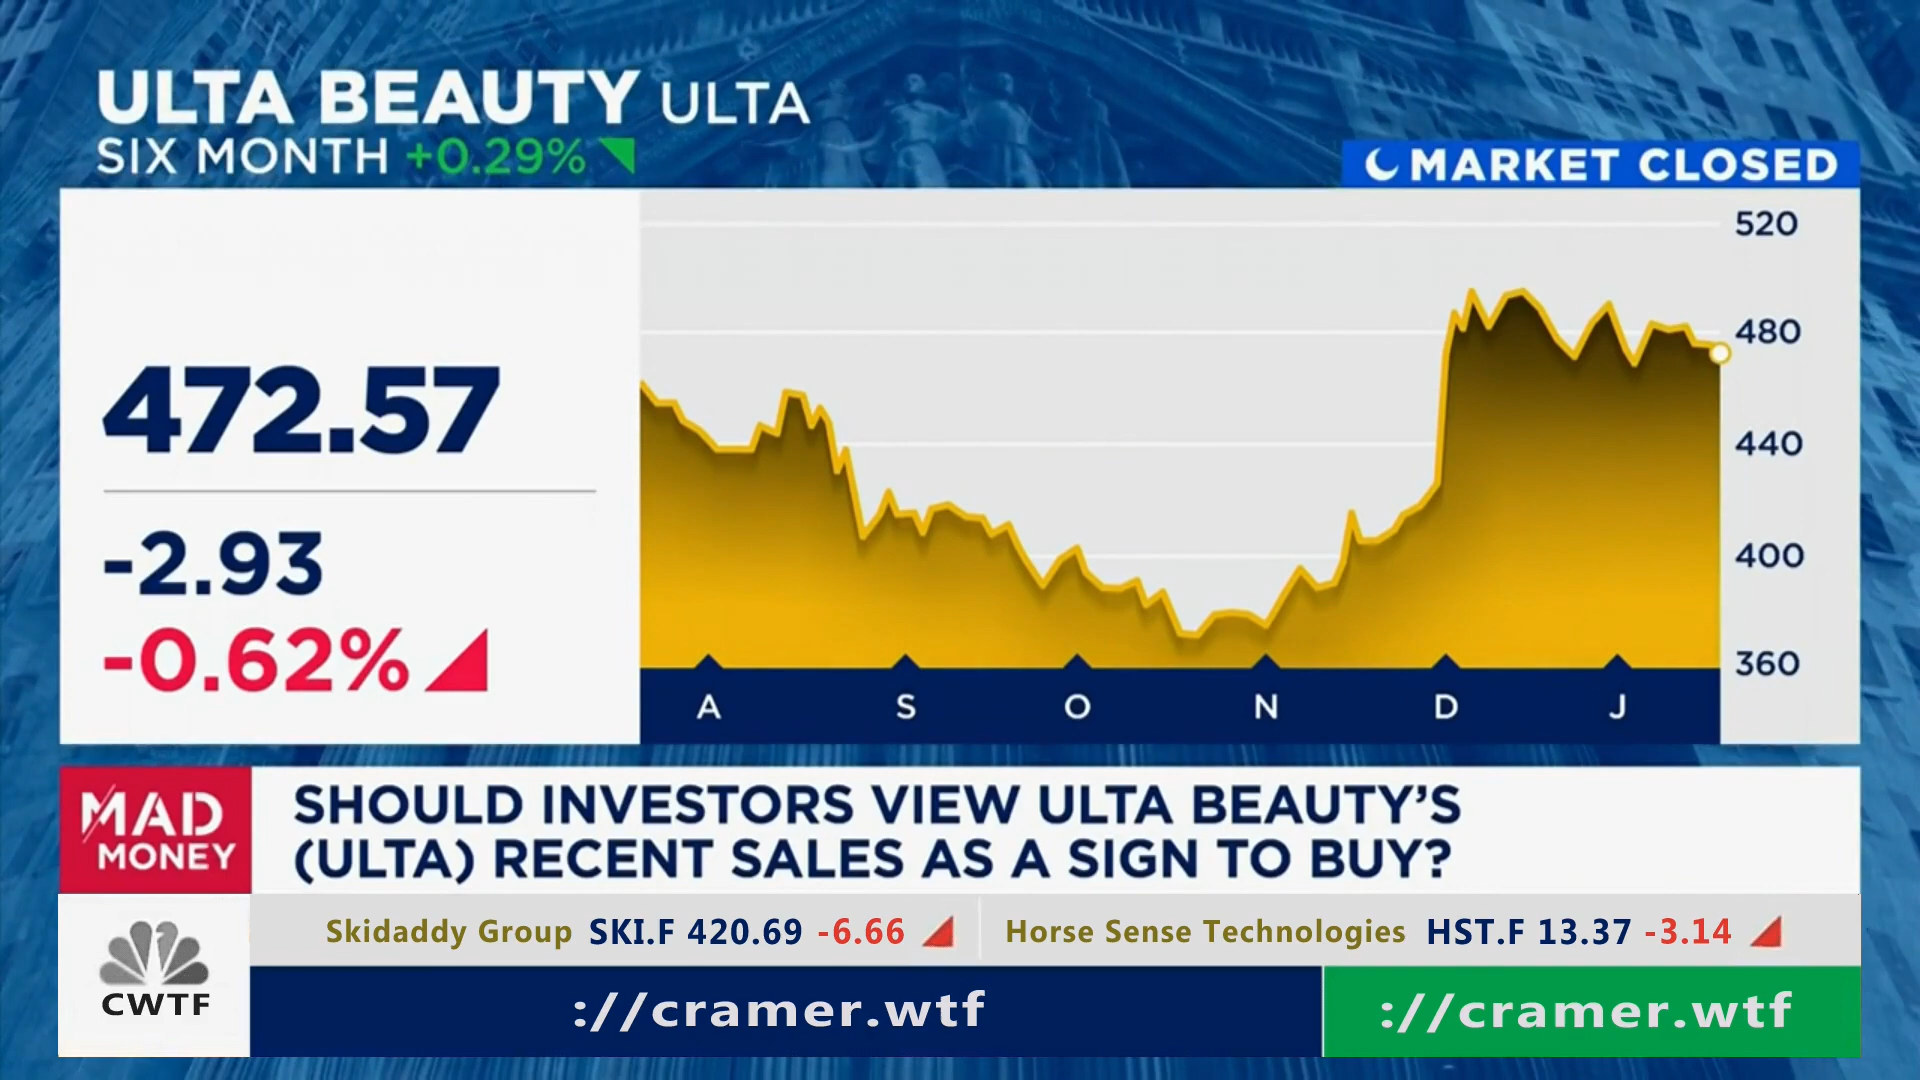 ULTA BEAUTY ULTA
SIX MONTH +0.29%
MARKET CLOSED
472.57
-2.93
-0.62%
520
480
440
400
360
A S O N D J
MAD
MONEY
SHOULD INVESTORS VIEW ULTA BEAUTY'S
(ULTA) RECENT SALES AS A SIGN TO BUY?
Skidaddy Group SKI.F 420.69 -6.66 Horse Sense Technologies HST.F 13.37 -3.14
CWTF
://cramer.wtf ://cramer.wtf